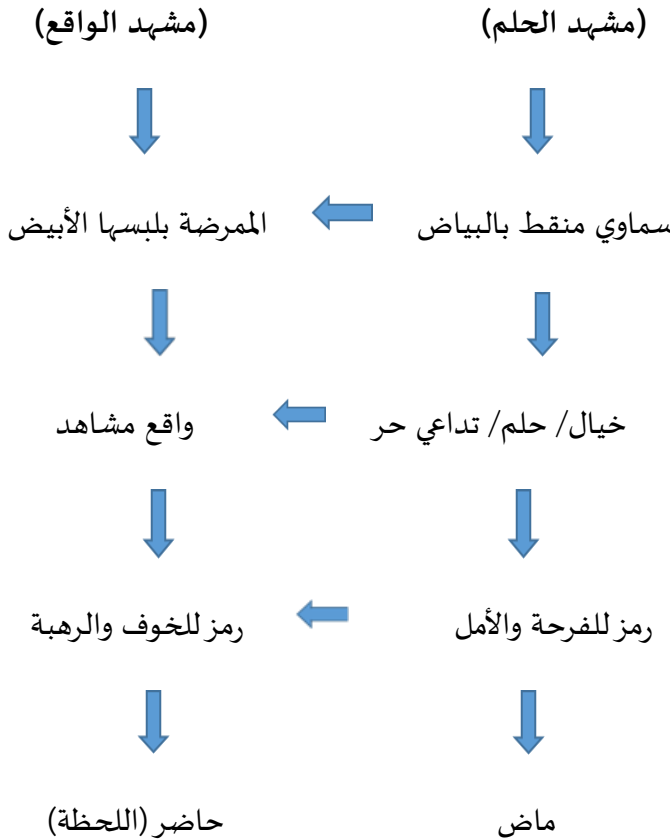 (مشهد الحلم) (مشهد الواقع)
سماوي منقط بالبياض الممرضة بلبسها الأبيض
خيال/ حلم/ تداعي حر واقع مشاهد
رمز للفرحة والأمل رمز للخوف والرهبة
ماض حاضر (اللحظة)